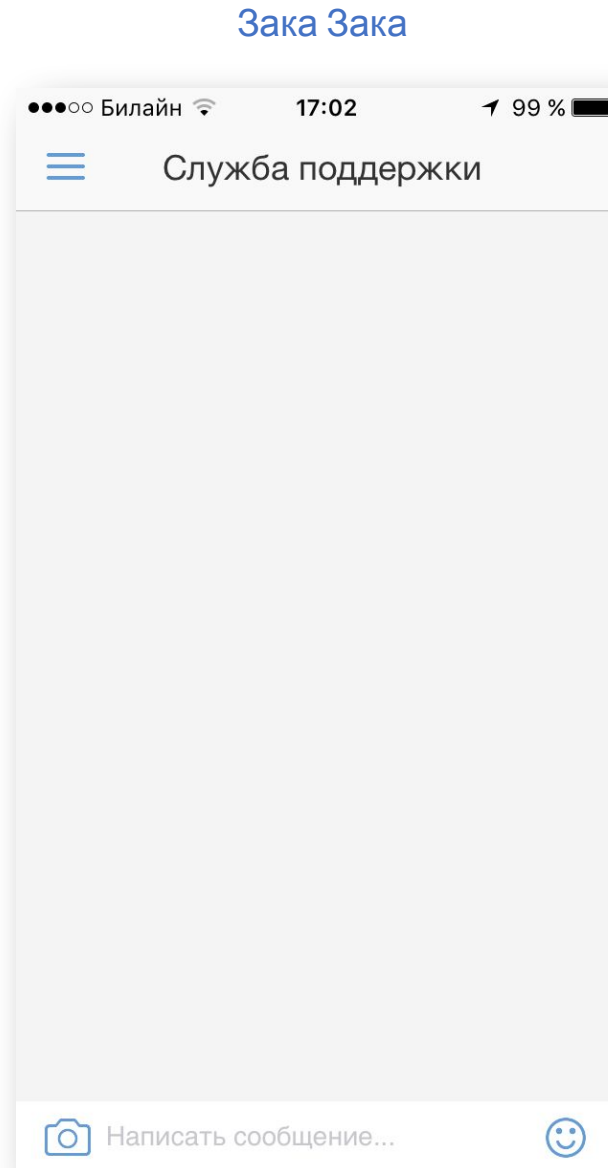 Зака Зака
Билайн 17:02 99 %
Служба поддержки
Написать сообщение...